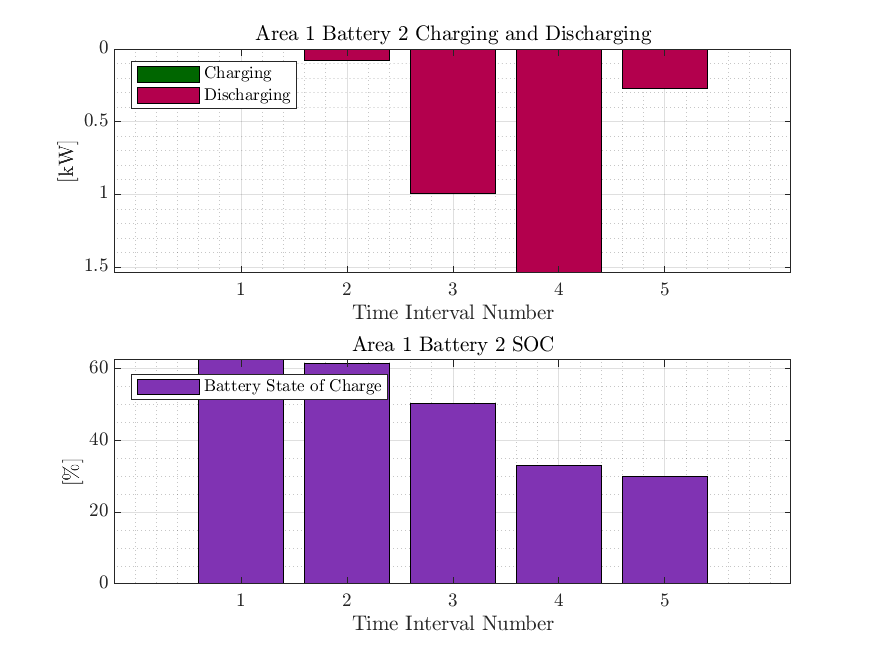 Area 1 Battery 2 Charging and Discharging
0
0.5
1
1.5
[kW]
Charging
Discharging
1 2 3 4 5
Time Interval Number
Area 1 Battery 2 SOC
60
40
20
0
[%]
Battery State of Charge
1 2 3 4 5
Time Interval Number